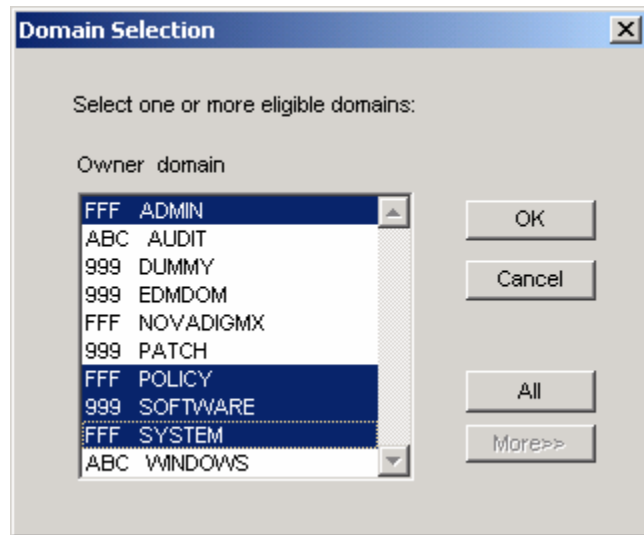 Domain Selection
Select one or more eligible domains:
Owner domain
FFF ADMIN
ABC AUDIT
999 DUMMY
999 EDMDOM
FFF NOVADIGMX
999 PATCH
FFF POLICY
999 SOFTWARE
FFF SYSTEM
ABC WINDOWS
OK
Cancel
All
More>>